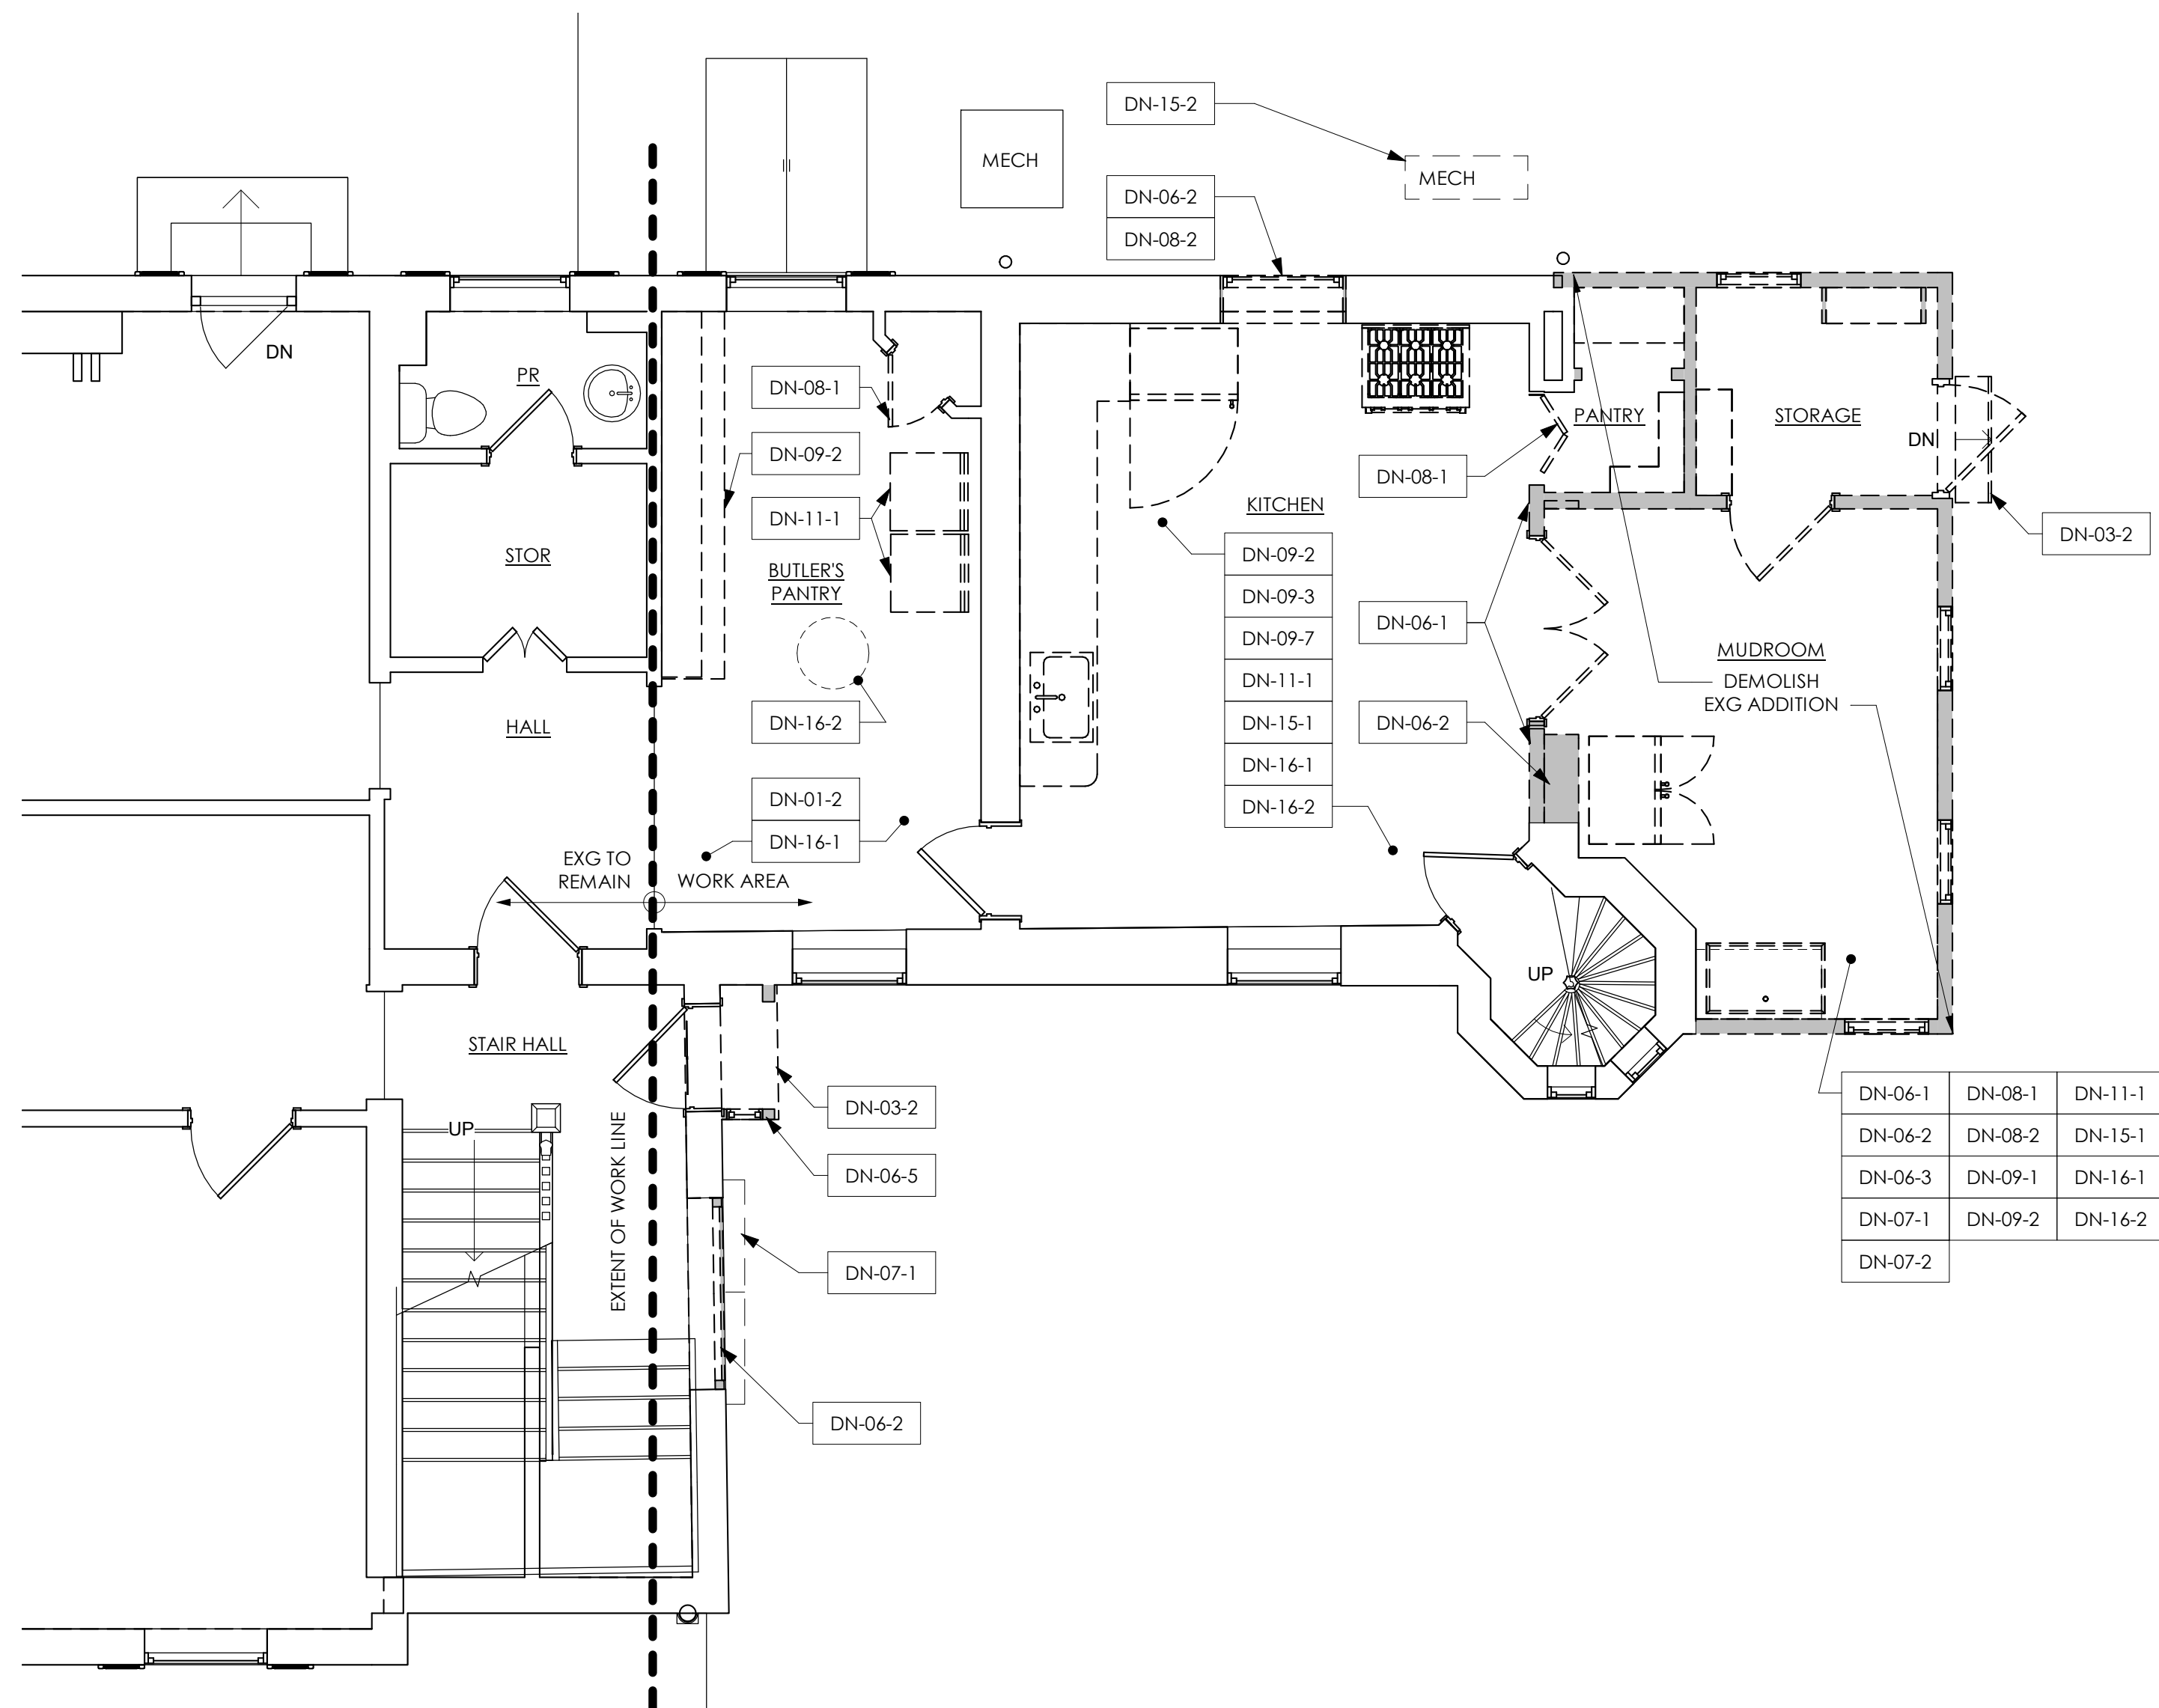 DN-15-2
MECH
MECH
DN-06-2
DN-08-2
DN
PR
DN-08-1
DN-09-2
DN-11-1
STOR
BUTLER'S
PANTRY
DN-16-2
HALL
DN-01-2
DN-16-1
EXG TO
REMAIN
WORK AREA
KITCHEN
DN-09-2
DN-09-3
DN-09-7
DN-11-1
DN-15-1
DN-16-1
DN-16-2
PANTRY
DN-08-1
STORAGE
DN
DN-03-2
DN-06-1
DN-06-2
MUDROOM
DEMOLISH
EXG ADDITION
UP
STAIR HALL
UP
EXTENT OF WORK LINE
DN-03-2
DN-06-5
DN-07-1
DN-06-2
DN-06-1 DN-08-1 DN-11-1
DN-06-2 DN-08-2 DN-15-1
DN-06-3 DN-09-1 DN-16-1
DN-07-1 DN-09-2 DN-16-2
DN-07-2